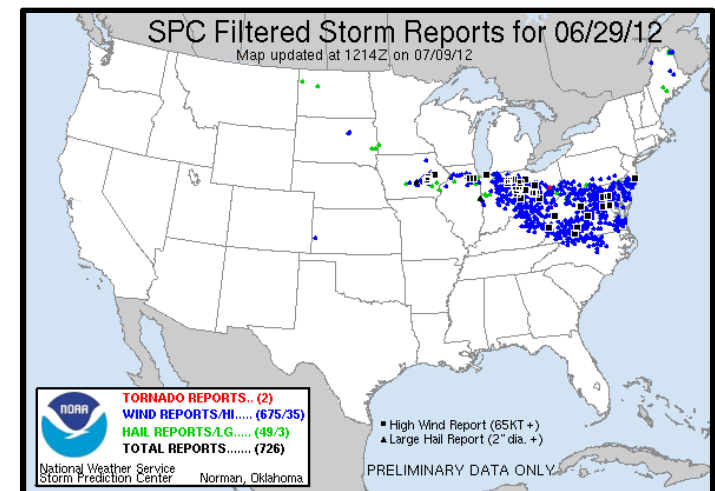 SPC Filtered Storm Reports for 06/29/12
Map updated at 1214Z on 07/09/12
NOAA
TORNADO REPORTS.. (2)
WIND REPORTS/HI..... (675/35)
HAIL REPORTS/LG..... (49/3)
TOTAL REPORTS....... (726)
National Weather Service
Storm Prediction Center Norman, Oklahoma
High Wind Report (65KT +)
Large Hail Report (2" dia. +)
PRELIMINARY DATA ONLY